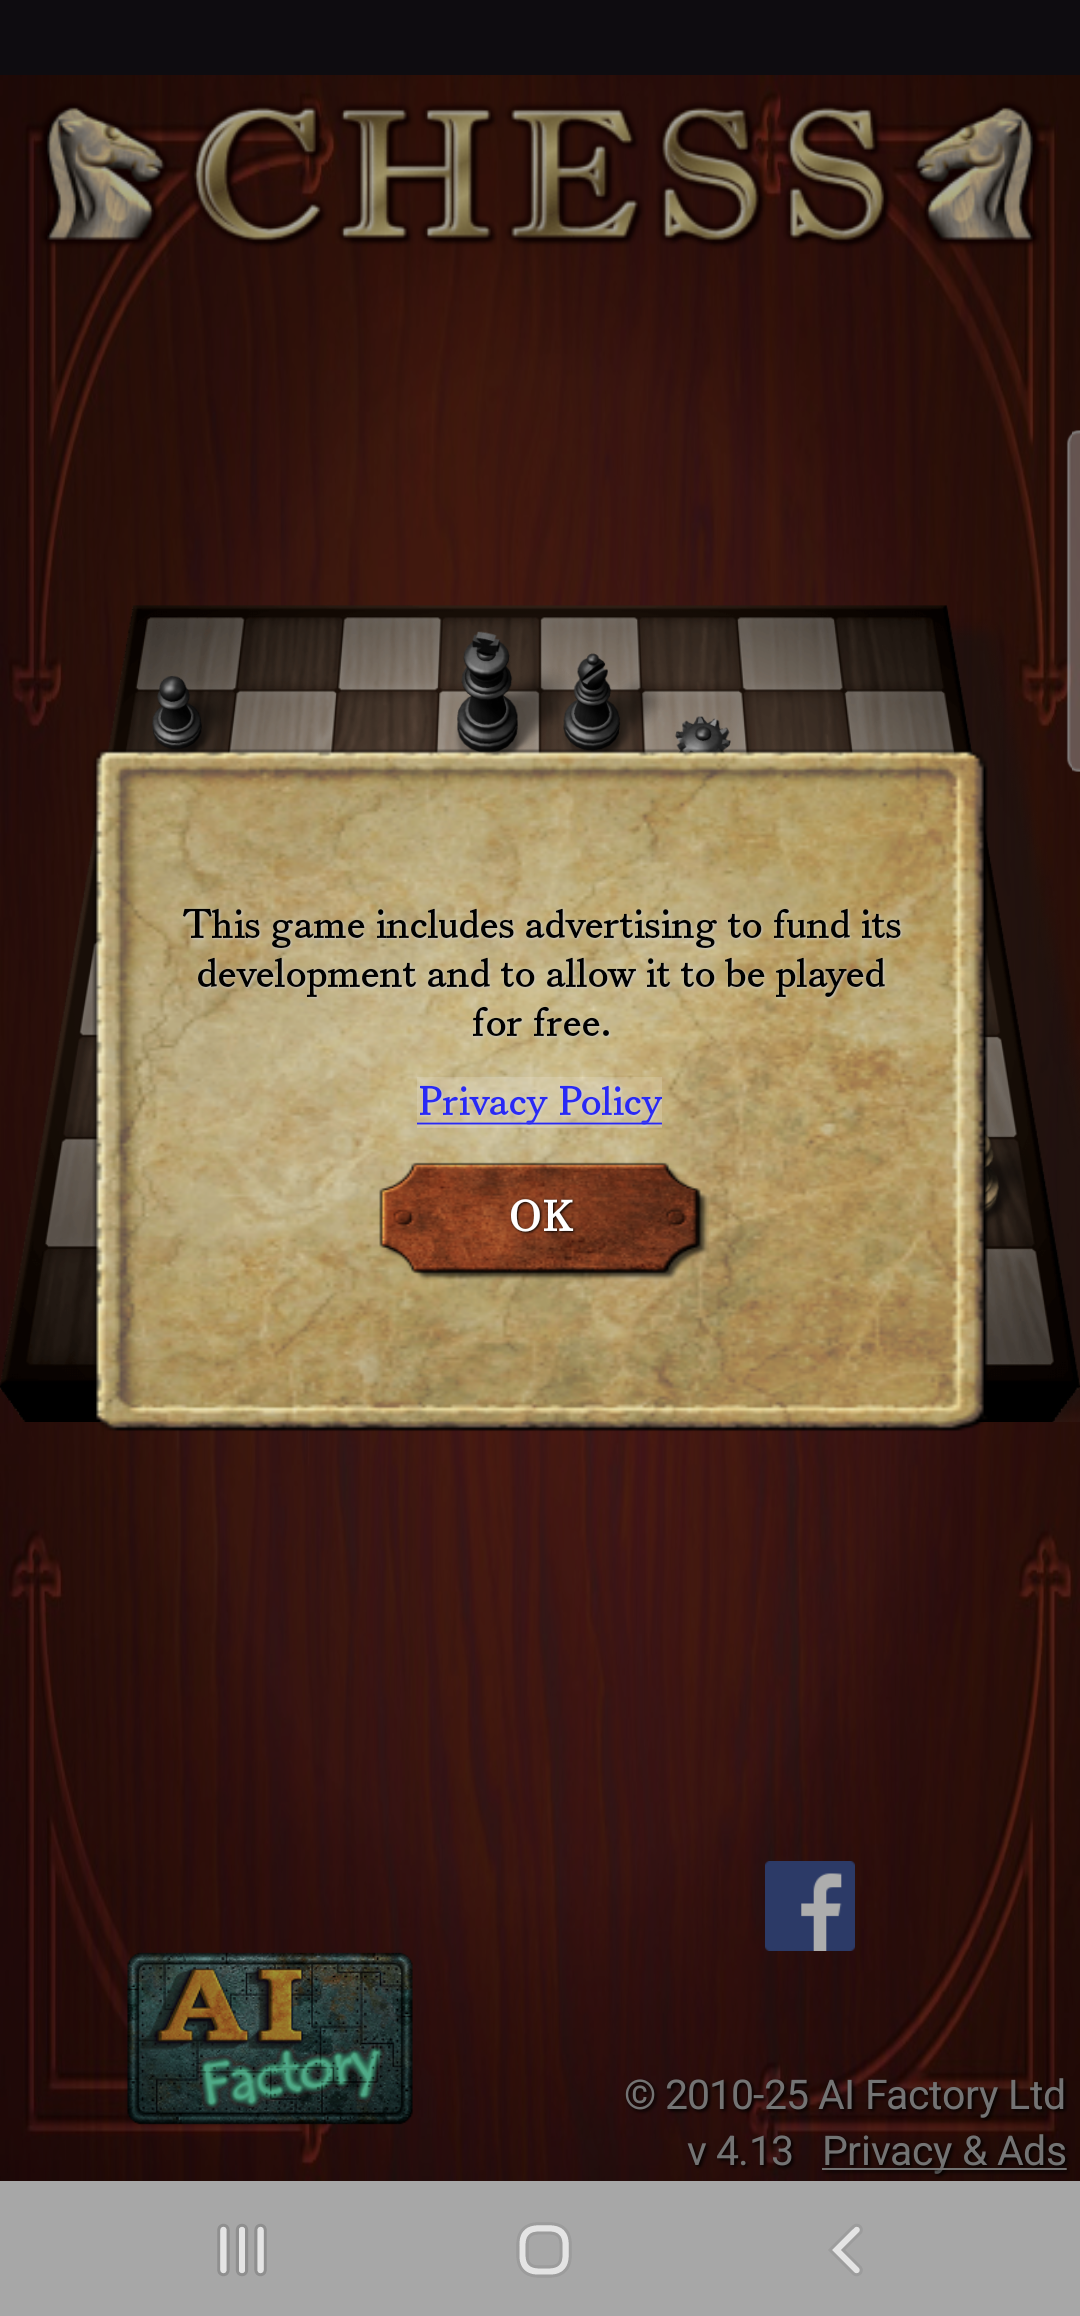 CHESS
This game includes advertising to fund its
development and to allow it to be played
for free.
Privacy Policy
OK
AI
Factory
© 2010-25 AI Factory Ltd
v 4.13 Privacy & Ads